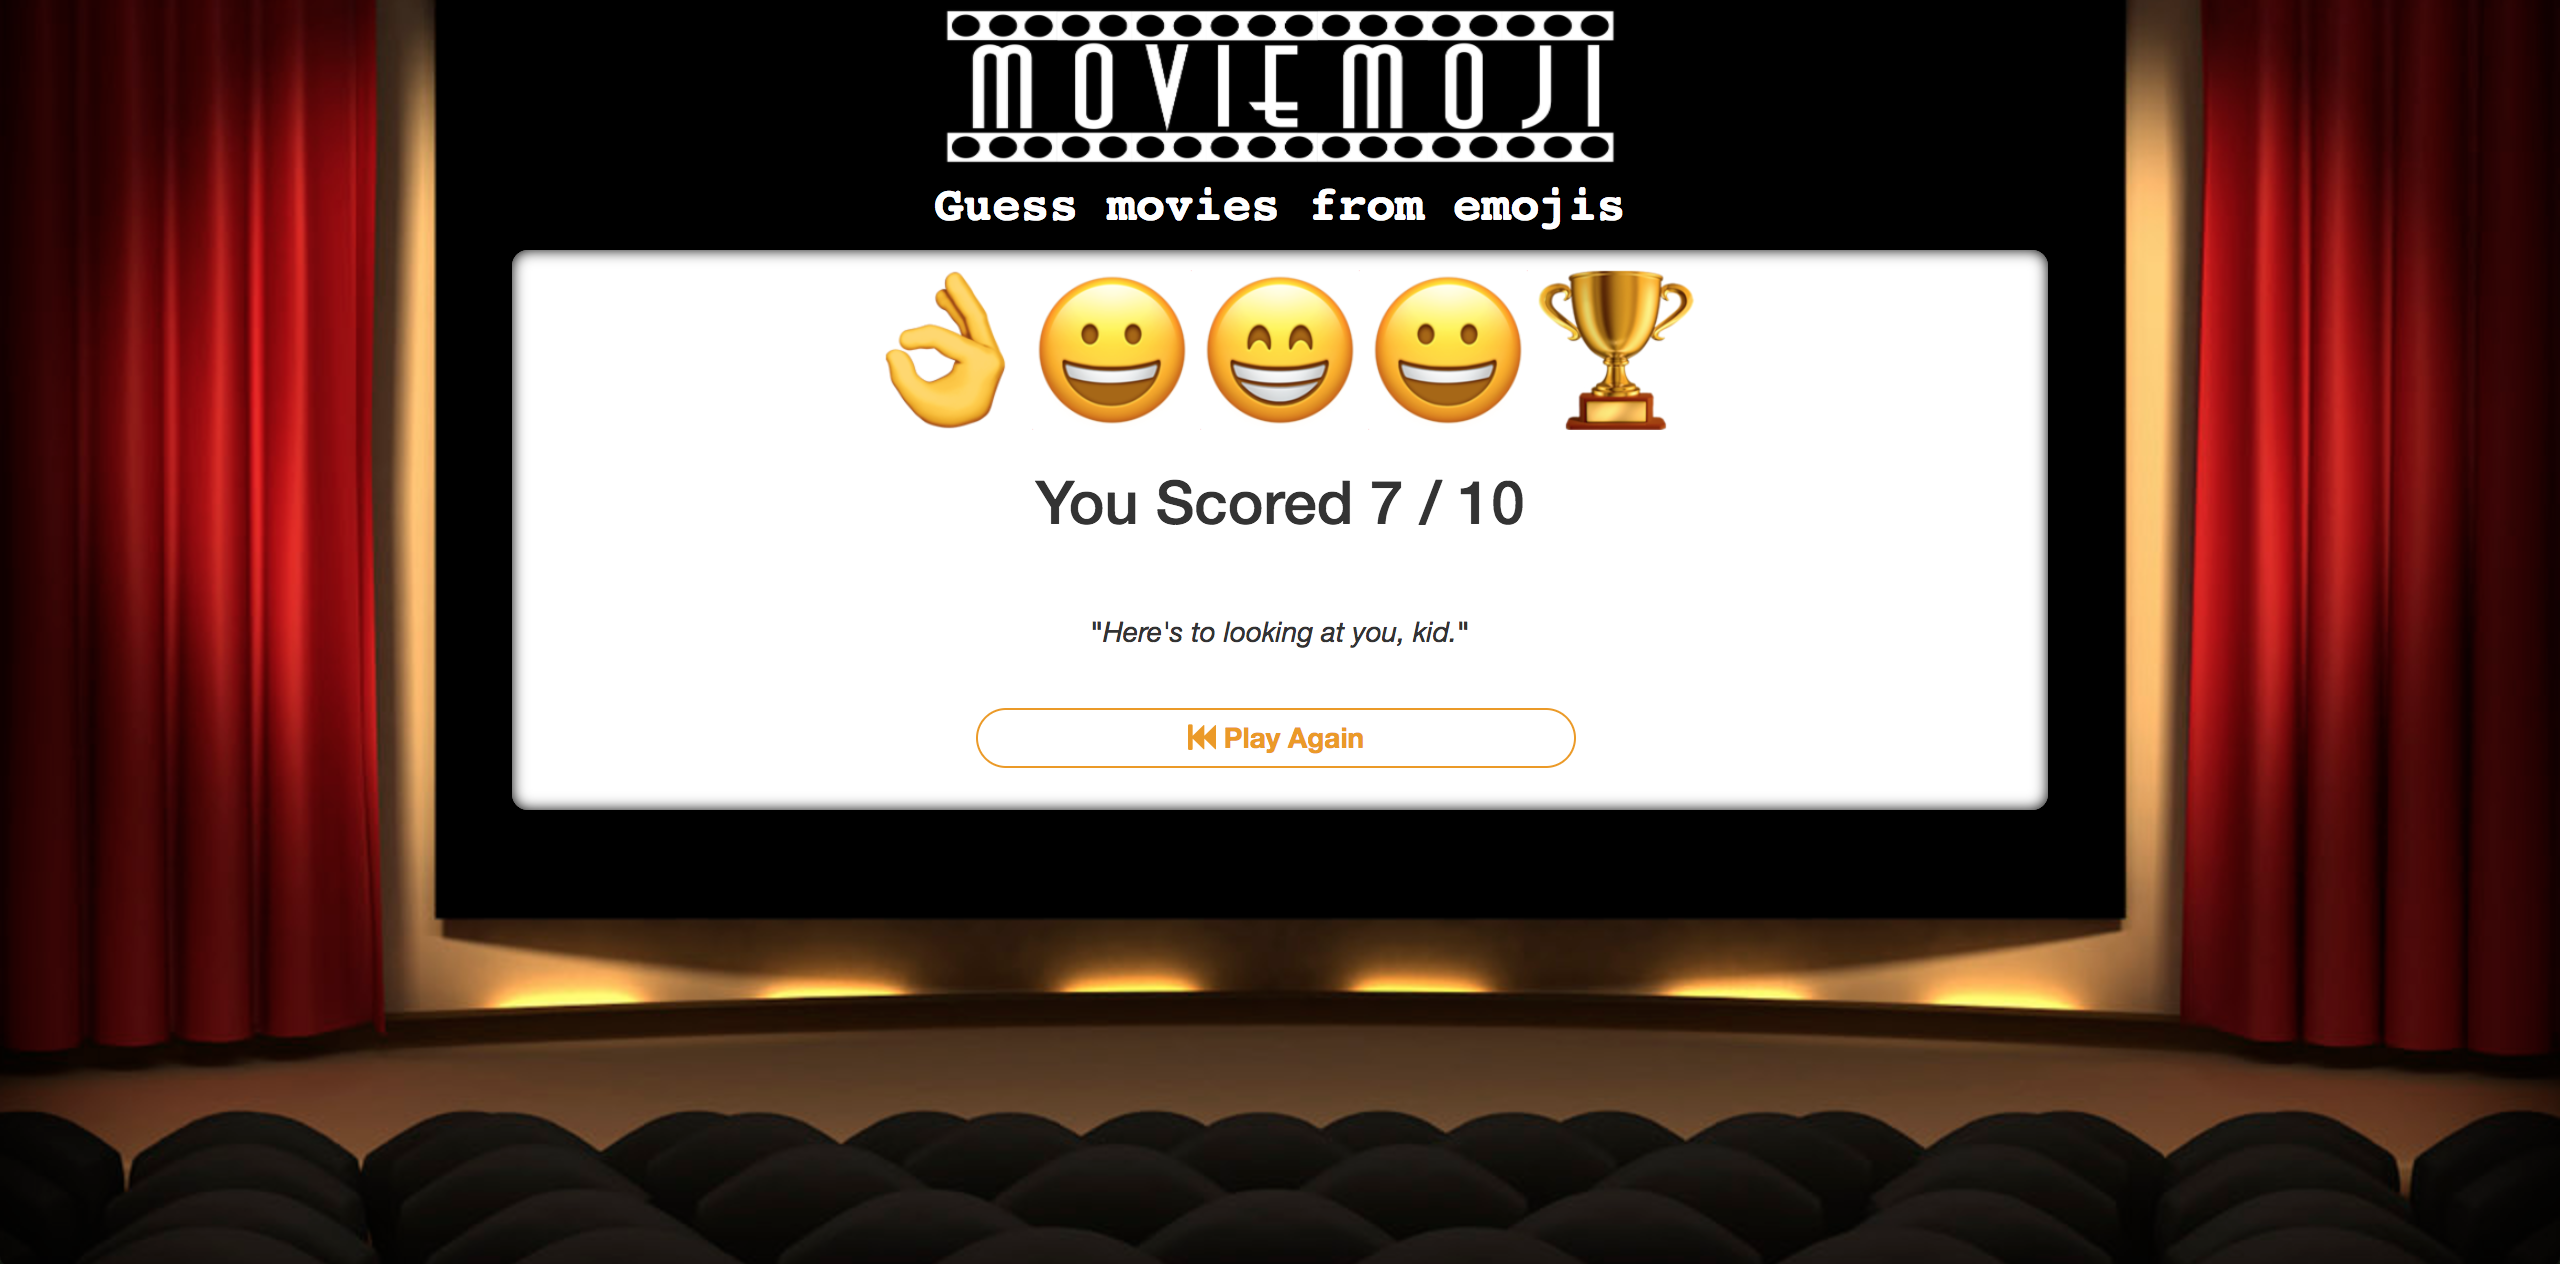 MOVIEMOJI
Guess movies from emojis
You Scored 7 / 10
"Here's to looking at you, kid."
Play Again